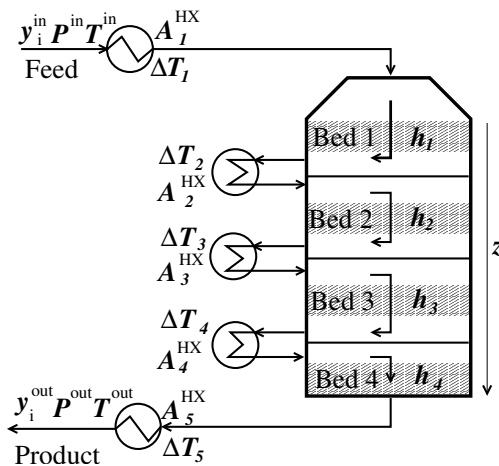 y_i^in P^in T^in A_1^HX
Feed ΔT_1
Bed 1 h_1
ΔT_2
A_2^HX
Bed 2 h_2
ΔT_3
A_3^HX
z
Bed 3 h_3
ΔT_4
A_4^HX
Bed 4 h_4
y_i^out P^out T^out A_5^HX
Product ΔT_5